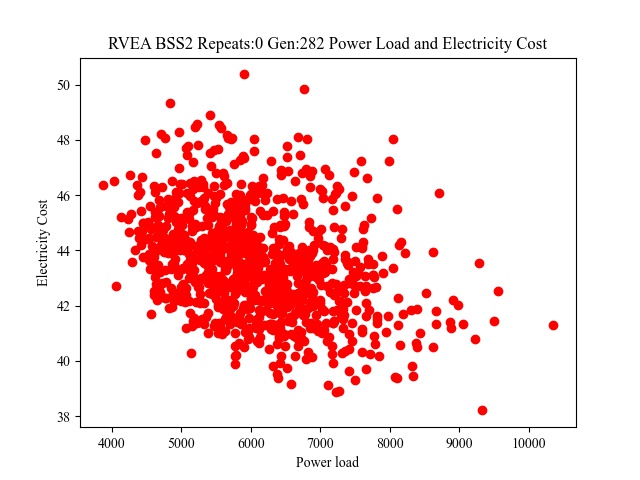 RVEA BSS2 Repeats:0 Gen:282 Power Load and Electricity Cost
50
48
46
44
42
40
38
Electricity Cost
4000 5000 6000 7000 8000 9000 10000
Power load